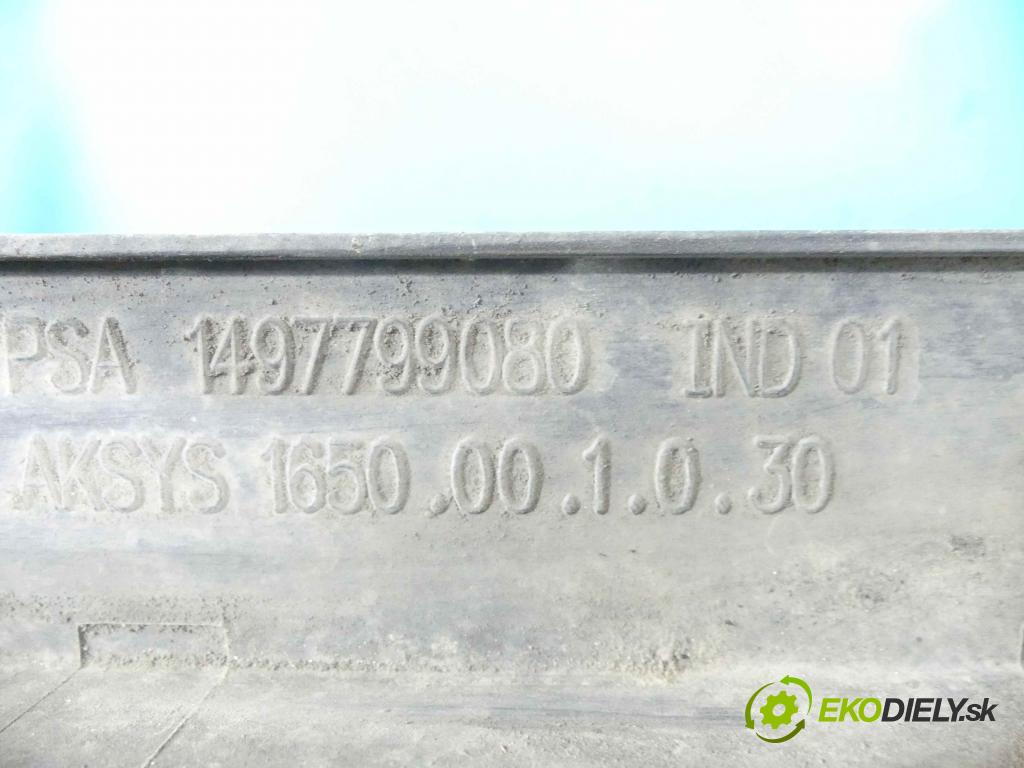 PSA 1497799080 IND 01
AKSYS 1650.00.1.0.30
EKODIELY.sk